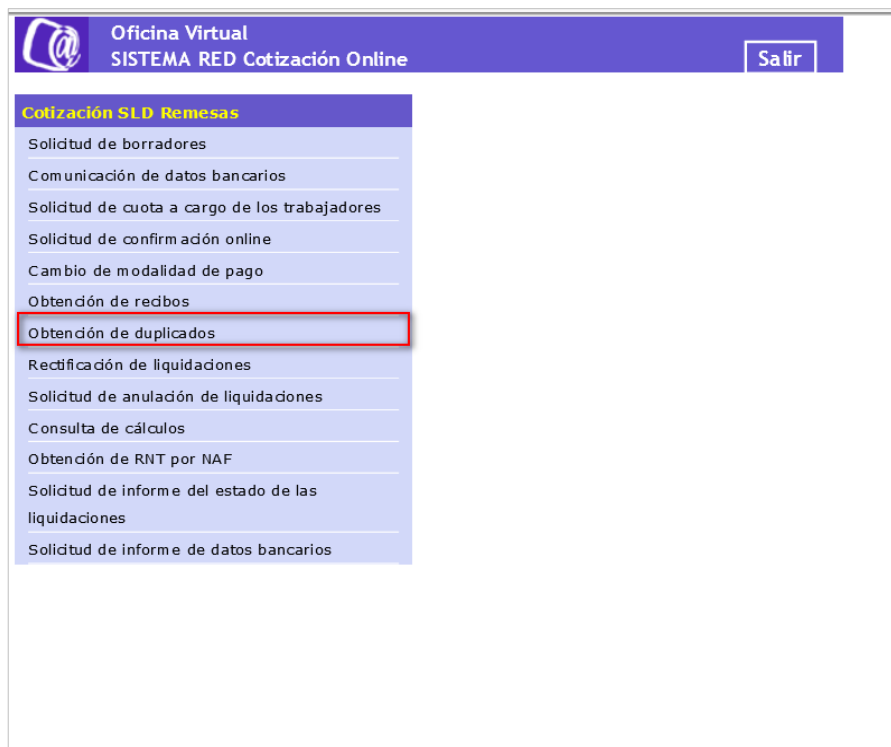 Oficina Virtual
SISTEMA RED Cotización Online
Salir
Cotización SLD Remesas
Solicitud de borradores
Comunicación de datos bancarios
Solicitud de cuota a cargo de los trabajadores
Solicitud de confirmación online
Cambio de modalidad de pago
Obtención de recibos
Obtención de duplicados
Rectificación de liquidaciones
Solicitud de anulación de liquidaciones
Consulta de cálculos
Obtención de RNT por NAF
Solicitud de informe del estado de las
liquidaciones
Solicitud de informe de datos bancarios